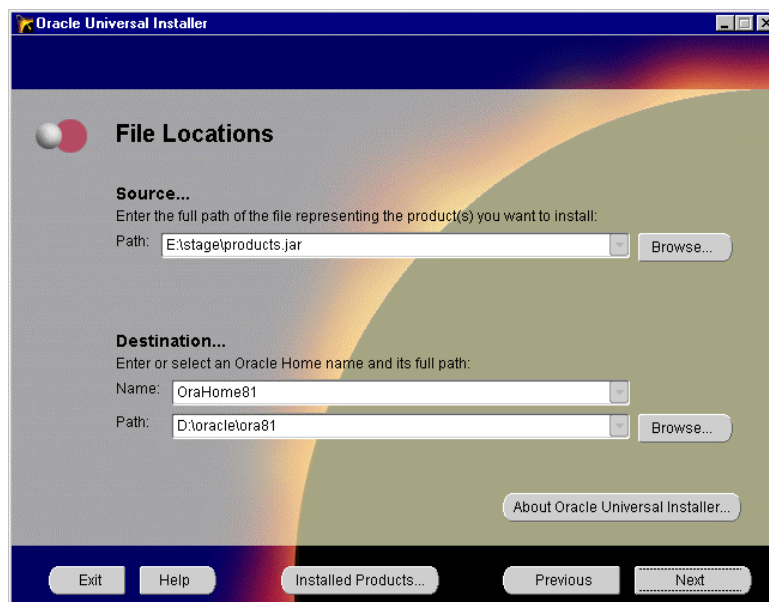 Oracle Universal Installer
File Locations
Source...
Enter the full path of the file representing the product(s) you want to install:
Path: E:\stage\products.jar Browse...
Destination...
Enter or select an Oracle Home name and its full path:
Name: OraHome81
Path: D:\oracle\ora81 Browse...
About Oracle Universal Installer...
Exit Help Installed Products... Previous Next